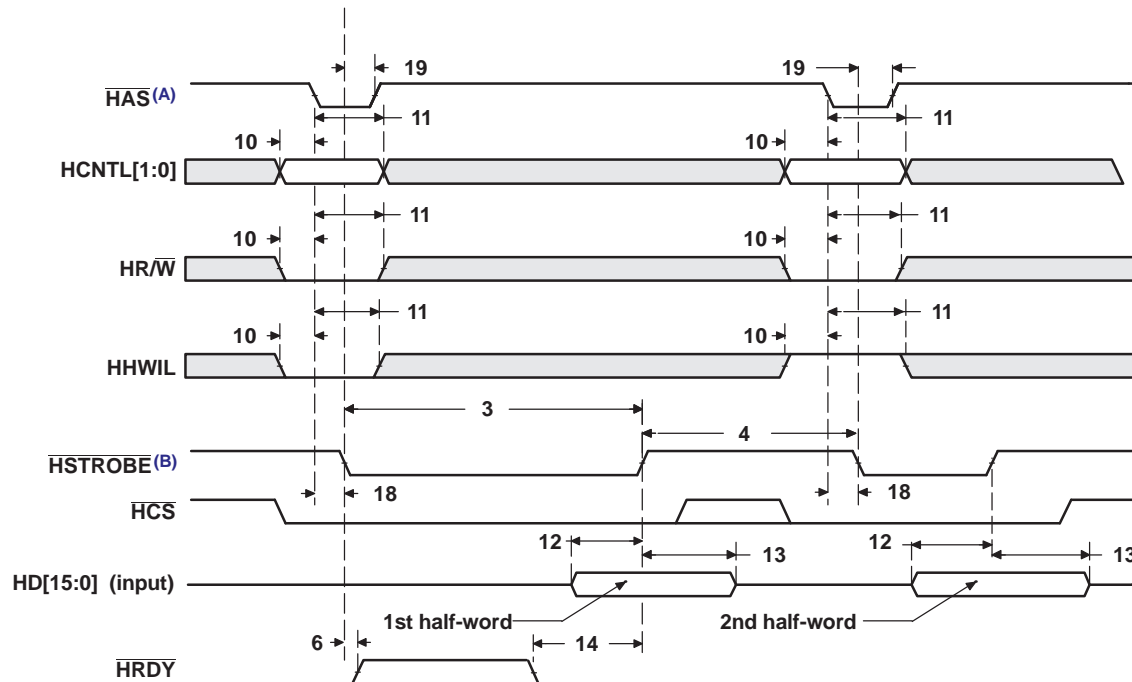 19
19
HAS(A)
11
11
10
10
HCNTL[1:0]
11
11
10
10
HR/W
11
11
10
10
HHWIL
3
4
HSTROBE(B)
18
18
HCS
12
13
12
13
HD[15:0] (input)
1st half-word
2nd half-word
6
14
HRDY